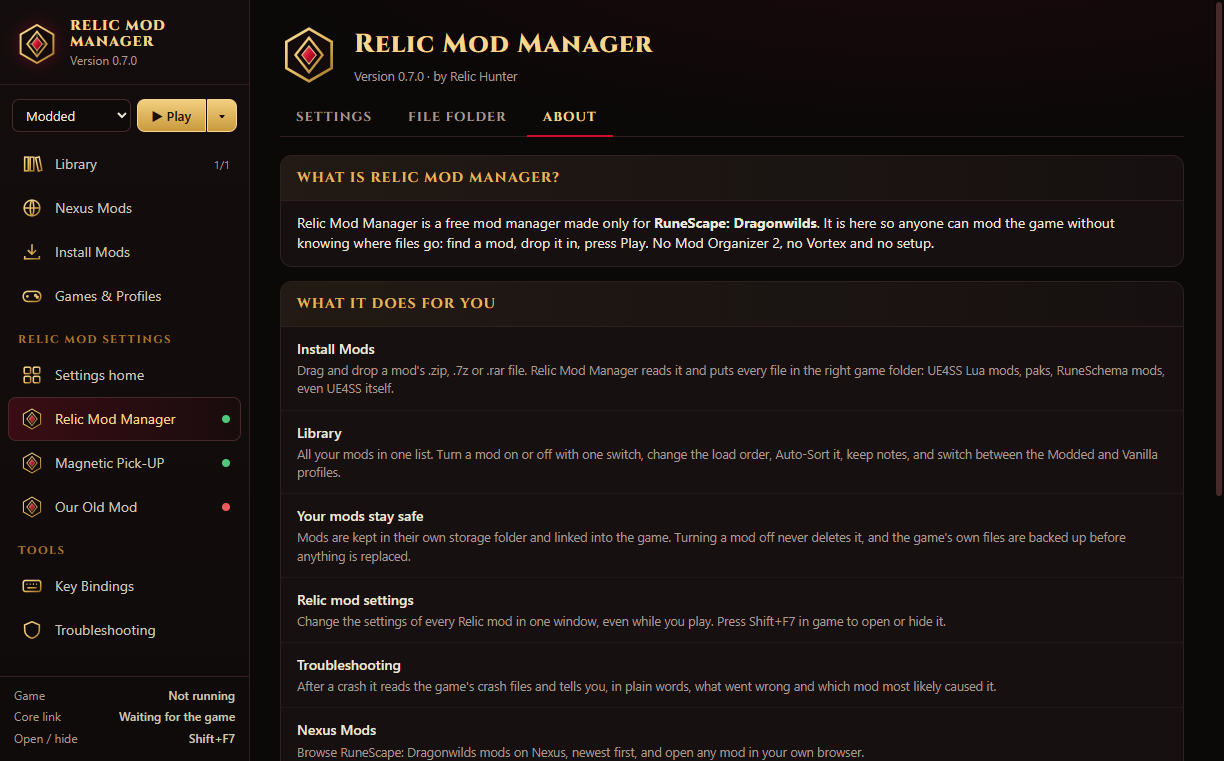 RELIC MOD
MANAGER
Version 0.7.0
Modded
Play
Library 1/1
Nexus Mods
Install Mods
Games & Profiles
RELIC MOD SETTINGS
Settings home
Relic Mod Manager
Magnetic Pick-UP
Our Old Mod
TOOLS
Key Bindings
Troubleshooting
Game Not running
Core link Waiting for the game
Open / hide Shift+F7
Relic Mod Manager
Version 0.7.0 · by Relic Hunter
SETTINGS FILE FOLDER ABOUT
WHAT IS RELIC MOD MANAGER?
Relic Mod Manager is a free mod manager made only for RuneScape: Dragonwilds. It is here so anyone can mod the game without
knowing where files go: find a mod, drop it in, press Play. No Mod Organizer 2, no Vortex and no setup.
WHAT IT DOES FOR YOU
Install Mods
Drag and drop a mod's .zip, .7z or .rar file. Relic Mod Manager reads it and puts every file in the right game folder: UE4SS Lua mods, paks, RuneSchema mods,
even UE4SS itself.
Library
All your mods in one list. Turn a mod on or off with one switch, change the load order, Auto-Sort it, keep notes, and switch between the Modded and Vanilla
profiles.
Your mods stay safe
Mods are kept in their own storage folder and linked into the game. Turning a mod off never deletes it, and the game's own files are backed up before
anything is replaced.
Relic mod settings
Change the settings of every Relic mod in one window, even while you play. Press Shift+F7 in game to open or hide it.
Troubleshooting
After a crash it reads the game's crash files and tells you, in plain words, what went wrong and which mod most likely caused it.
Nexus Mods
Browse RuneScape: Dragonwilds mods on Nexus, newest first, and open any mod in your own browser.